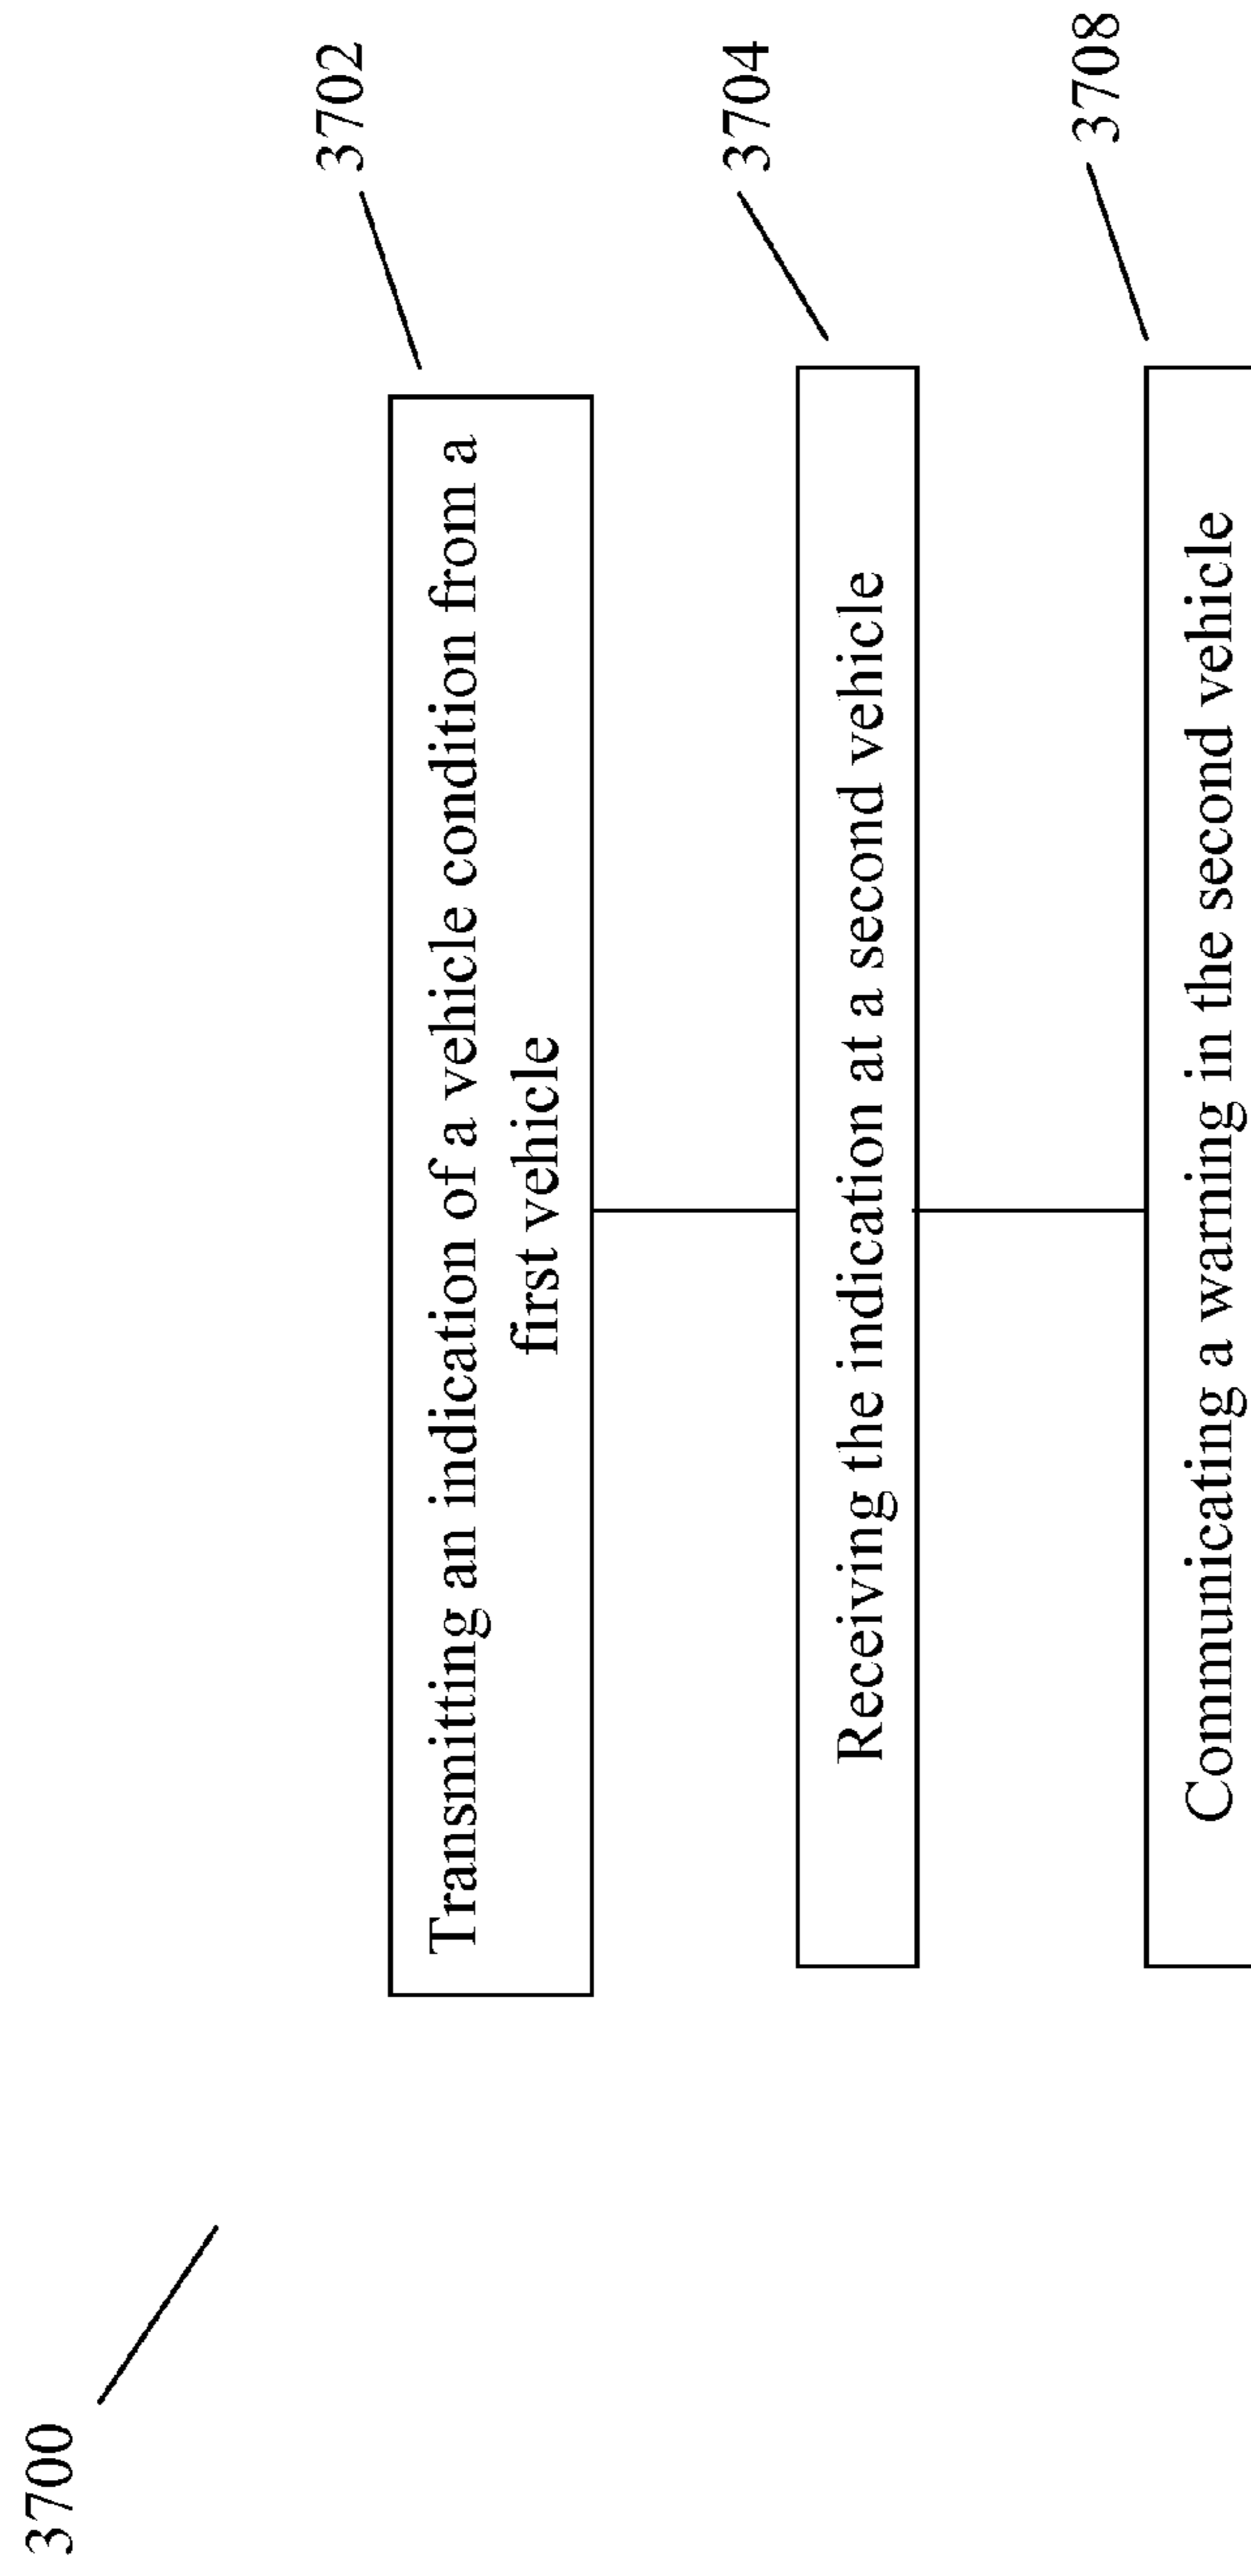 3700
3702
Transmitting an indication of a vehicle condition from a
first vehicle
3704
Receiving the indication at a second vehicle
3708
Communicating a warning in the second vehicle